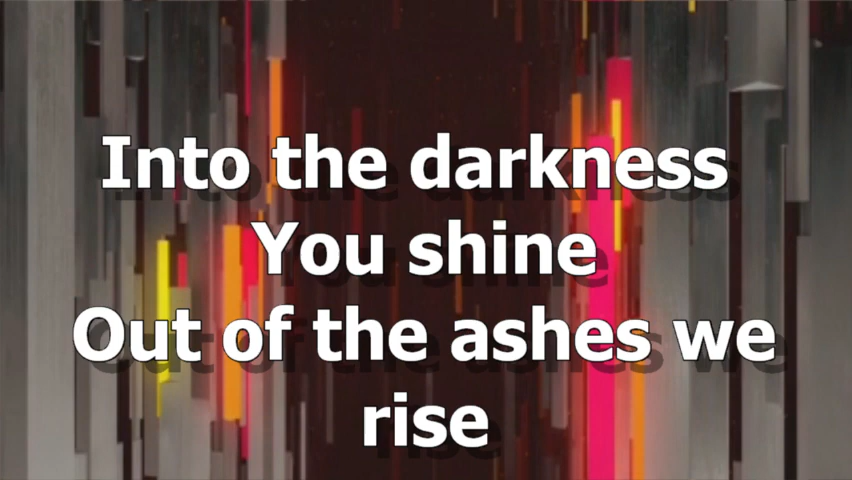 Into the darkness
You shine
Out of the ashes we
rise